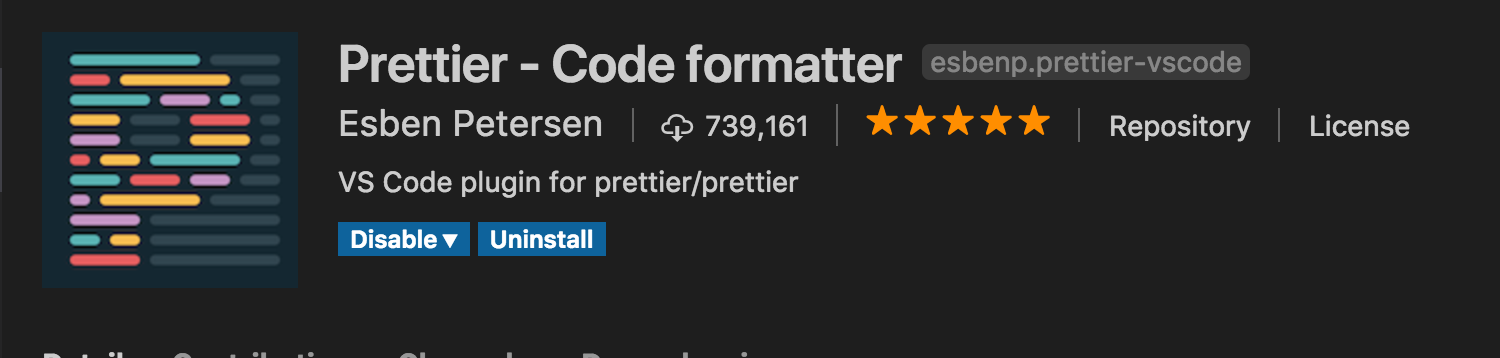 Prettier - Code formatter esbenp.prettier-vscode
Esben Petersen 739,161 Repository License
VS Code plugin for prettier/prettier
Disable ▾ Uninstall